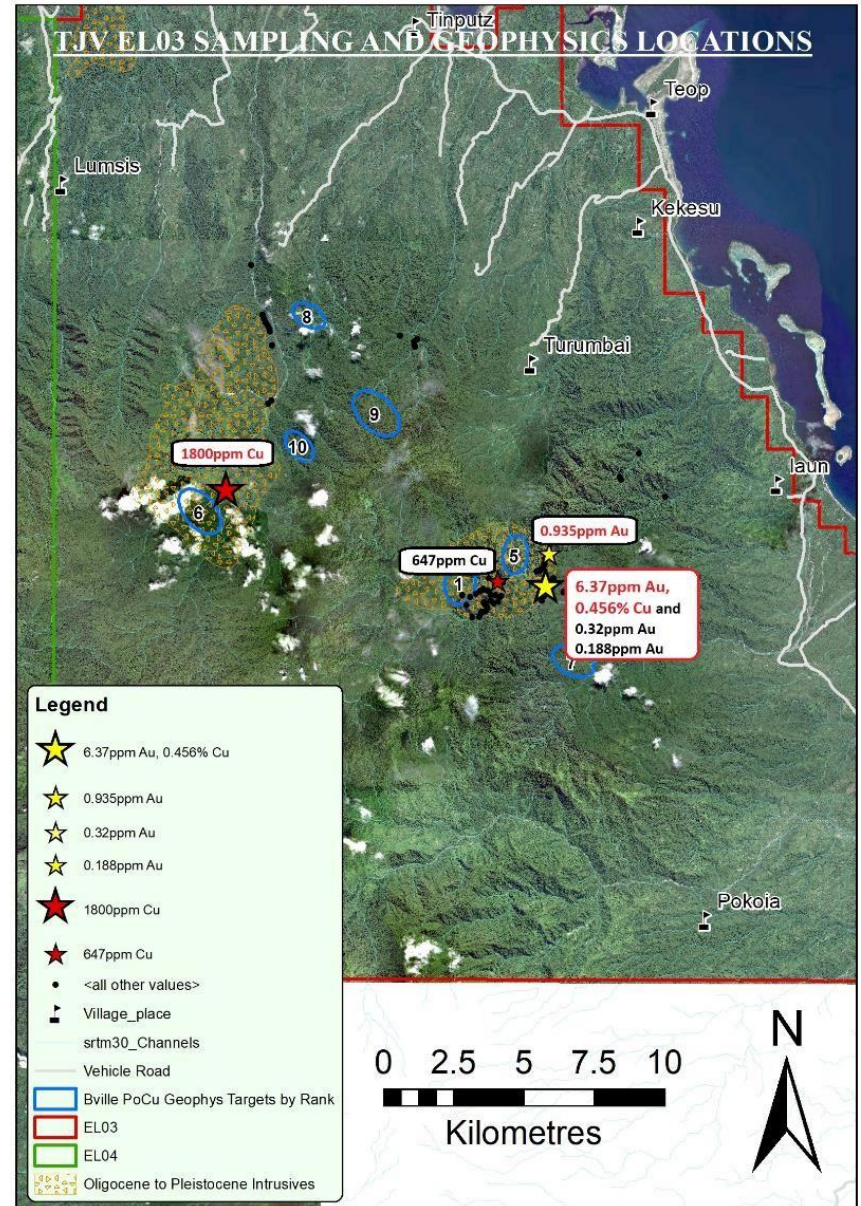 Tinputz
TJV EL03 SAMPLING AND GEOPHYSICS LOCATIONS
Teop
Lumsis
Kekesu
8
Turumbai
9
10
1800ppm Cu
Iaun
6
0.935ppm Au
647ppm Cu
5
1
6.37ppm Au,
0.456% Cu and
0.32ppm Au
0.188ppm Au
7
Legend
6.37ppm Au, 0.456% Cu
0.935ppm Au
0.32ppm Au
0.188ppm Au
1800ppm Cu
647ppm Cu
<all other values>
Village_place
srtm30_Channels
Vehicle Road
Bville PoCu Geophys Targets by Rank
EL03
EL04
Oligocene to Pleistocene Intrusives
Pokoia
N
0 2.5 5 7.5 10
Kilometres